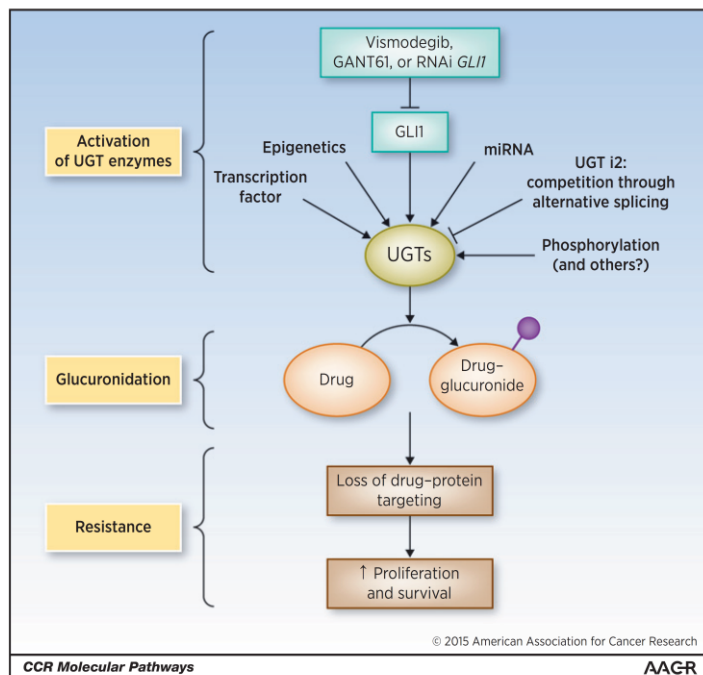 Vismodegib,
GANT61, or RNAi GLI1
GLI1
Activation
of UGT enzymes
Epigenetics
miRNA
Transcription
factor
UGT i2:
competition through
alternative splicing
UGTs
Phosphorylation
(and others?)
Glucuronidation
Drug
Drug–
glucuronide
Loss of drug–protein
targeting
Resistance
↑ Proliferation
and survival
© 2015 American Association for Cancer Research
CCR Molecular Pathways
AACR